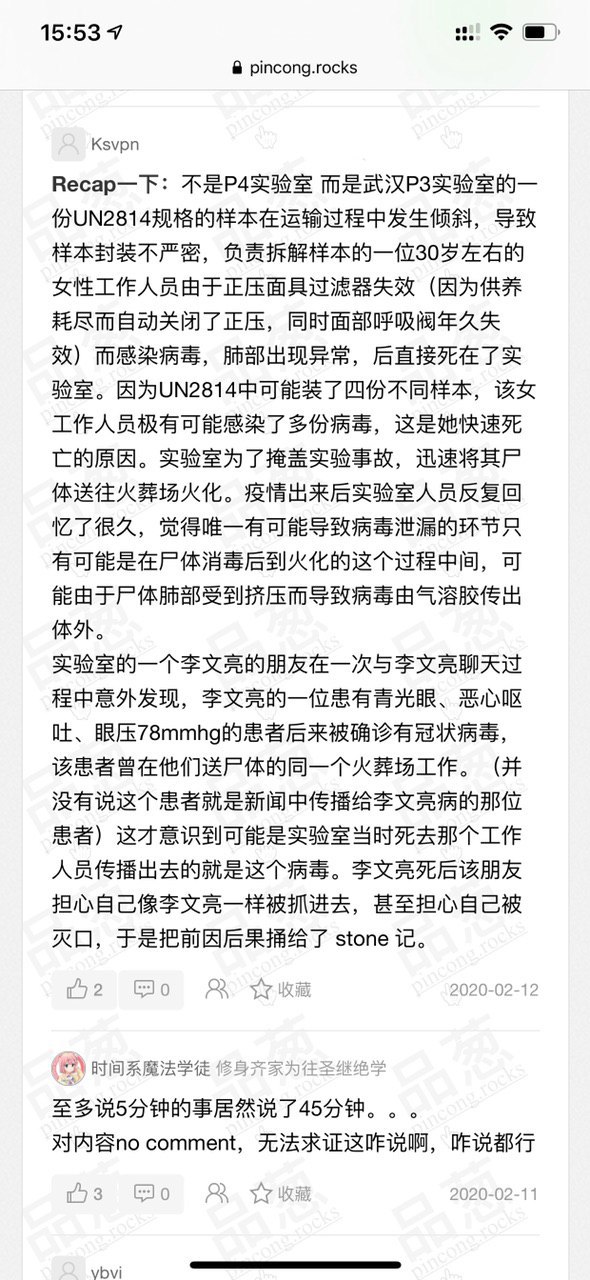 15:53
pincong.rocks
Ksvpn
Recap一下：不是P4实验室 而是武汉P3实验室的一
份UN2814规格的样本在运输过程中发生倾斜，导致
样本封装不严密，负责拆解样本的一位30岁左右的
女性工作人员由于正压面具过滤器失效（因为供养
耗尽而自动关闭了正压，同时面部呼吸阀年久失
效）而感染病毒，肺部出现异常，后直接死在了实
验室。因为UN2814中可能装了四份不同样本，该女
工作人员极有可能感染了多份病毒，这是她快速死
亡的原因。实验室为了掩盖实验事故，迅速将其尸
体送往火葬场火化。疫情出来后实验室人员反复回
忆了很久，觉得唯一有可能导致病毒泄漏的环节只
有可能是在尸体消毒后到火化的这个过程中间，可
能由于尸体肺部受到挤压而导致病毒由气溶胶传出
体外。
实验室的一个李文亮的朋友在一次与李文亮聊天过
程中意外发现，李文亮的一位患有青光眼、恶心呕
吐、眼压78mmhg的患者后来被确诊有冠状病毒，
该患者曾在他们送尸体的同一个火葬场工作。（并
没有说这个患者就是新闻中传播给李文亮病的那位
患者）这才意识到可能是实验室当时死去那个工作
人员传播出去的就是这个病毒。李文亮死后该朋友
担心自己像李文亮一样被抓进去，甚至担心自己被
灭口，于是把前因后果捅给了 stone 记。
2 0 收藏 2020-02-12
时间系魔法学徒 修身齐家为往圣继绝学
至多说5分钟的事居然说了45分钟。。。
对内容no comment，无法求证这咋说啊，咋说都行
3 0 收藏 2020-02-11
ybvi
品葱
pincong.rocks